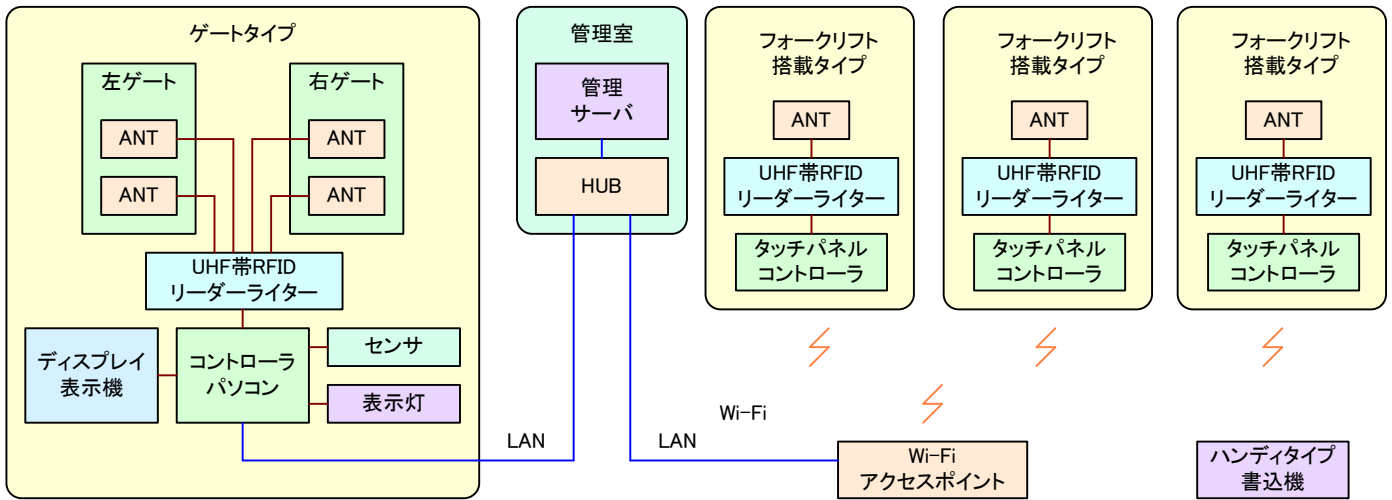 ゲートタイプ
左ゲート
ANT
ANT
右ゲート
ANT
ANT
UHF帯RFID
リーダーライター
ディスプレイ
表示機
コントローラ
パソコン
センサ
表示灯
管理室
管理
サーバ
HUB
LAN
LAN
Wi-Fi
フォークリフト
搭載タイプ
ANT
UHF帯RFID
リーダーライター
タッチパネル
コントローラ
フォークリフト
搭載タイプ
ANT
UHF帯RFID
リーダーライター
タッチパネル
コントローラ
フォークリフト
搭載タイプ
ANT
UHF帯RFID
リーダーライター
タッチパネル
コントローラ
Wi-Fi
アクセスポイント
ハンディタイプ
書込機